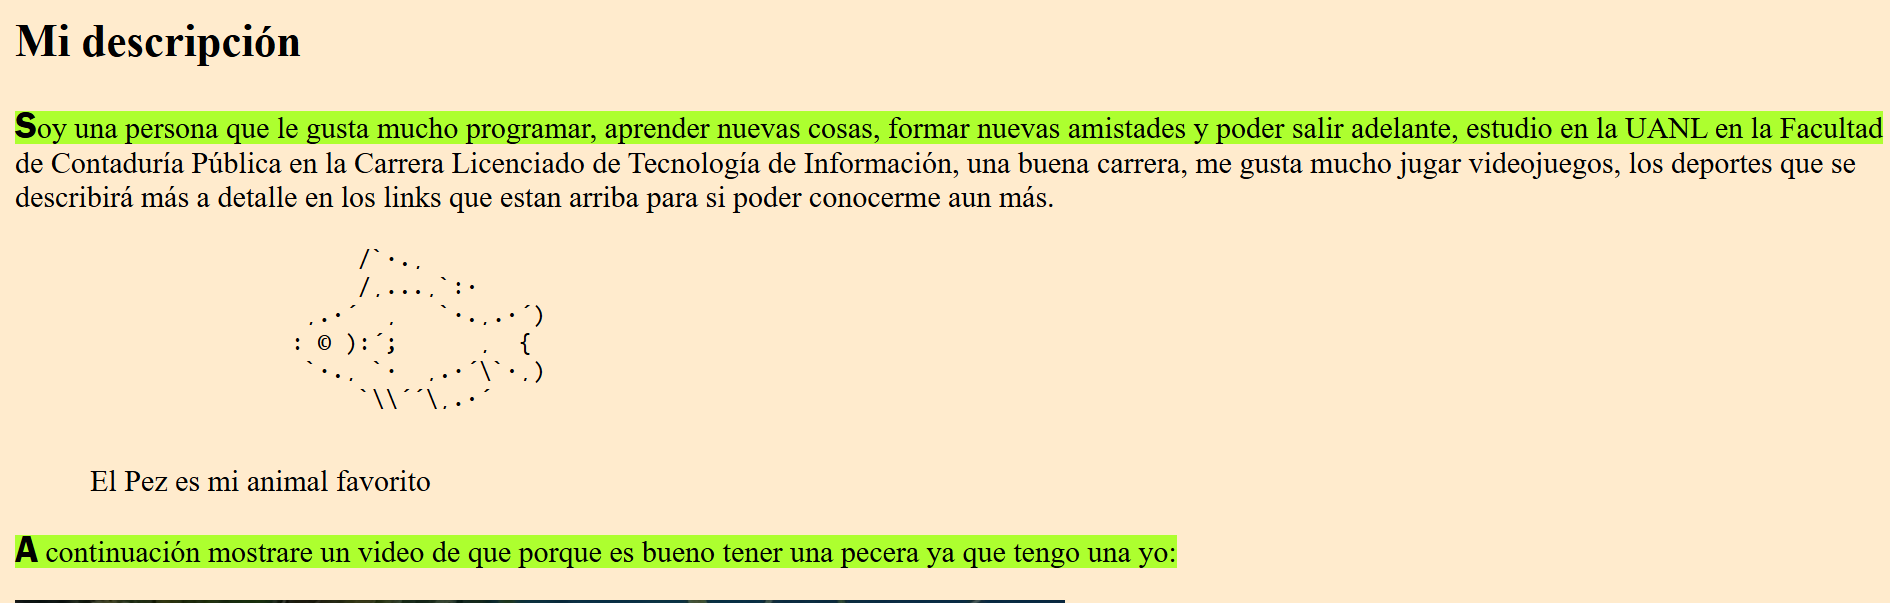 Mi descripción
Soy una persona que le gusta mucho programar, aprender nuevas cosas, formar nuevas amistades y poder salir adelante, estudio en la UANL en la Facultad
de Contaduría Pública en la Carrera Licenciado de Tecnología de Información, una buena carrera, me gusta mucho jugar videojuegos, los deportes que se
describirá más a detalle en los links que estan arriba para si poder conocerme aun más.
/`·.¸
/¸...¸`:·
¸.·´  ¸   `·.¸.·´)
: © ):´;      ¸  {
`·.¸ `·  ¸.·´\`·¸)
`\\´´\¸.·´
El Pez es mi animal favorito
A continuación mostrare un video de que porque es bueno tener una pecera ya que tengo una yo: